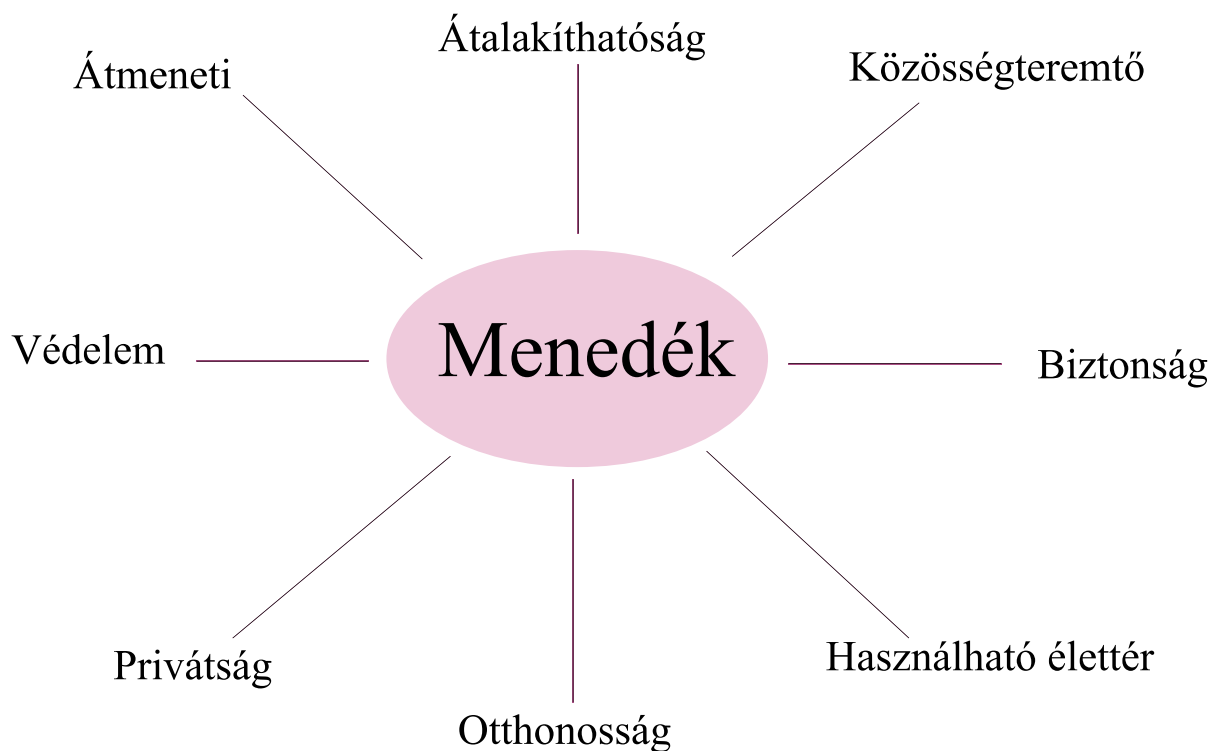 Átalakíthatóság
Közösségteremtő
Átmeneti
Menedék
Védelem
Biztonság
Használható élettér
Privátság
Otthonosság